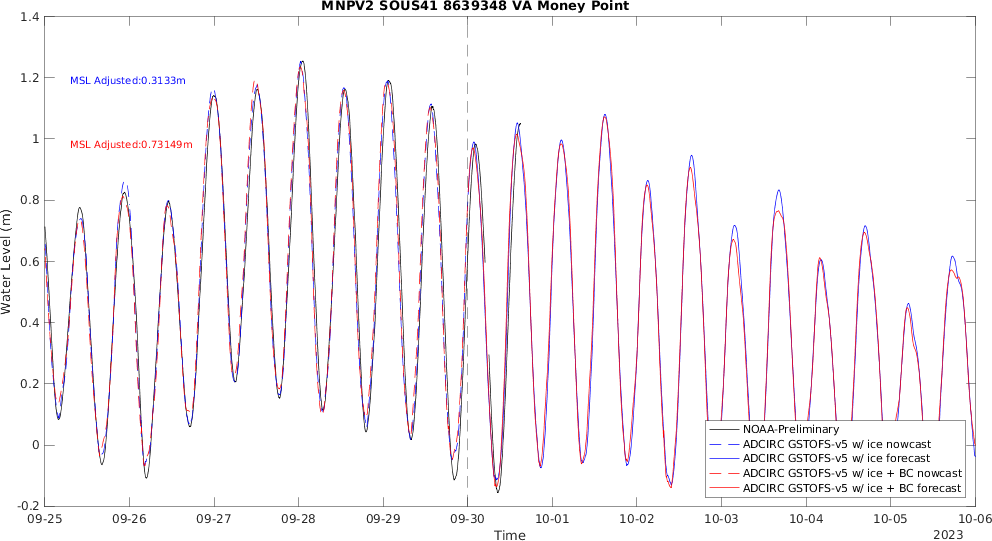 MNPV2 SOUS41 8639348 VA Money Point
1.4
1.2
1
0.8
0.6
0.4
0.2
0
-0.2
Water Level (m)
MSL Adjusted:0.3133m
MSL Adjusted:0.73149m
NOAA-Preliminary
ADCIRC GSTOFS-v5 w/ ice nowcast
ADCIRC GSTOFS-v5 w/ ice forecast
ADCIRC GSTOFS-v5 w/ ice + BC nowcast
ADCIRC GSTOFS-v5 w/ ice + BC forecast
09-25 09-26 09-27 09-28 09-29 09-30 10-01 10-02 10-03 10-04 10-05 10-06
Time
2023